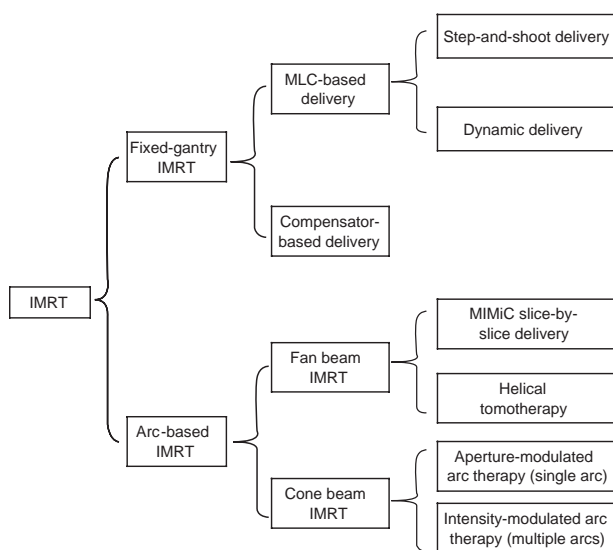 Step-and-shoot delivery
MLC-based
delivery
Dynamic delivery
Fixed-gantry
IMRT
Compensator-
based delivery
IMRT
MIMiC slice-by-
slice delivery
Fan beam
IMRT
Helical
tomotherapy
Arc-based
IMRT
Aperture-modulated
arc therapy (single arc)
Cone beam
IMRT
Intensity-modulated arc
therapy (multiple arcs)